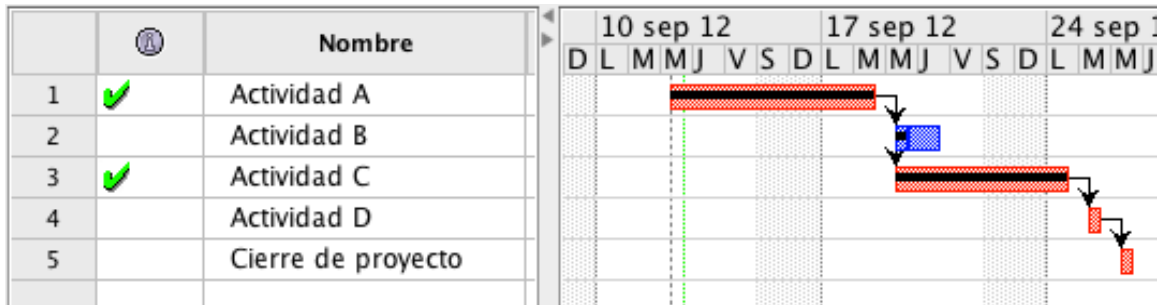 Nombre
10 sep 12 17 sep 12 24 sep 1
D L M M J V S D L M M J V S D L M M J
1 Actividad A
2 Actividad B
3 Actividad C
4 Actividad D
5 Cierre de proyecto